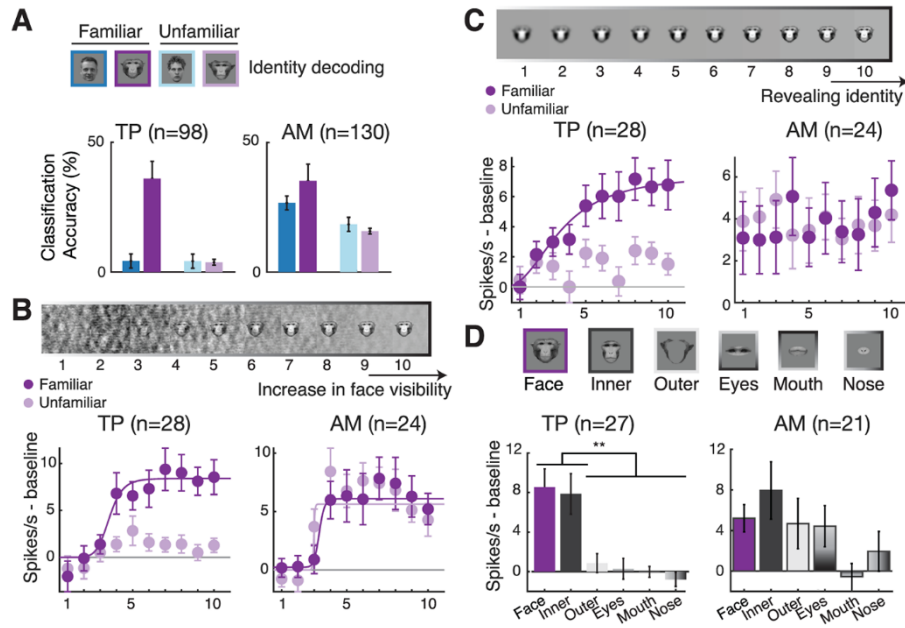 A
Familiar Unfamiliar
Identity decoding
TP (n=98) AM (n=130)
Classification
Accuracy (%)
50
0
50
0
B
1 2 3 4 5 6 7 8 9 10
Increase in face visibility
Familiar
Unfamiliar
TP (n=28) AM (n=24)
Spikes/s - baseline
10
5
0
1 5 10
10
5
0
1 5 10
C
1 2 3 4 5 6 7 8 9 10
Revealing identity
Familiar
Unfamiliar
TP (n=28) AM (n=24)
Spikes/s - baseline
8
6
4
2
0
1 5 10
6
4
2
0
1 5 10
D
Face Inner Outer Eyes Mouth Nose
TP (n=27) AM (n=21)
Spikes/s - baseline
**
12
8
4
0
Face Inner Outer Eyes Mouth Nose
12
8
4
0
Face Inner Outer Eyes Mouth Nose